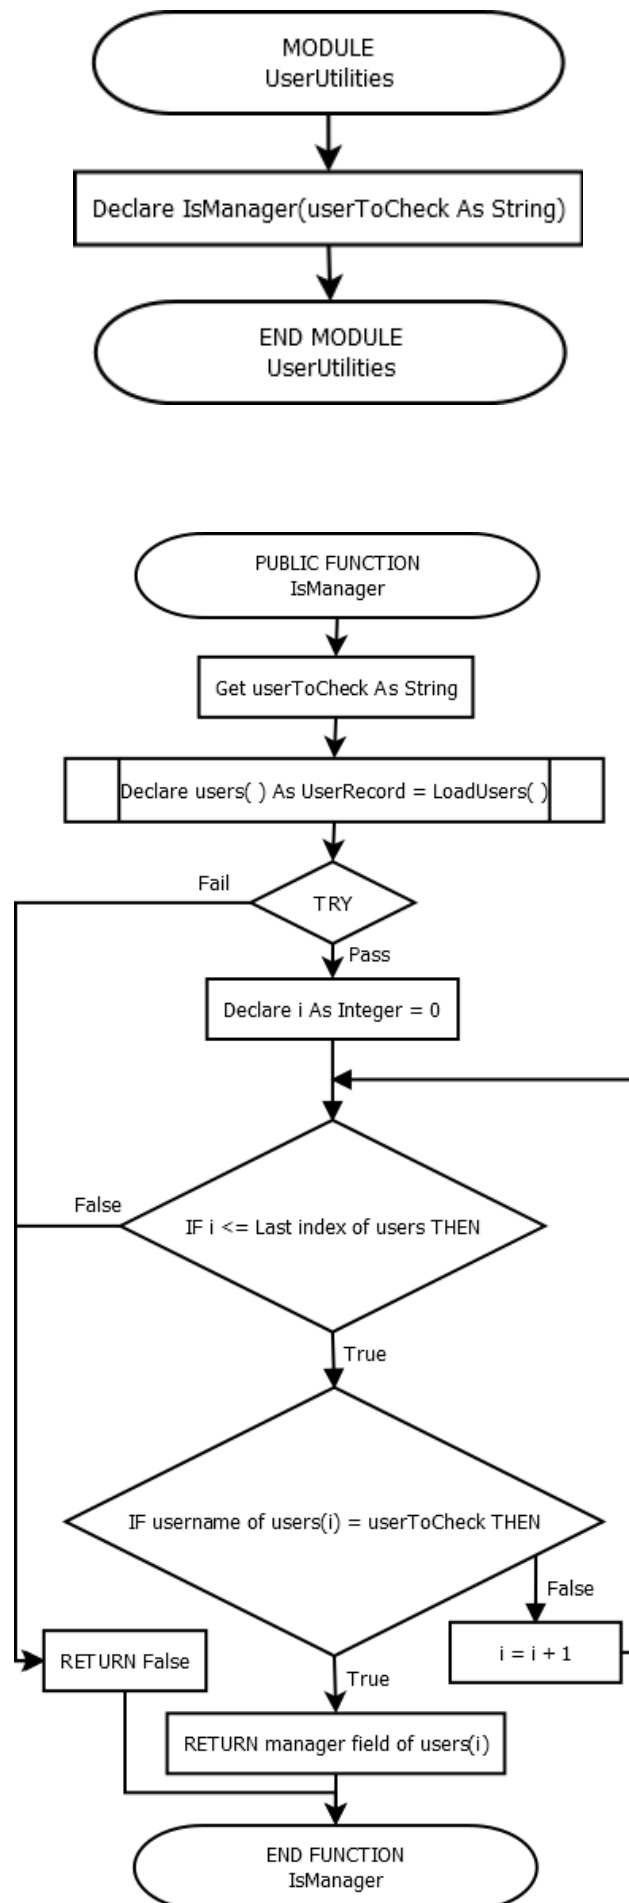 MODULE
UserUtilities
Declare IsManager(userToCheck As String)
END MODULE
UserUtilities
PUBLIC FUNCTION
IsManager
Get userToCheck As String
Declare users( ) As UserRecord = LoadUsers( )
Fail
TRY
Pass
Declare i As Integer = 0
False
IF i <= Last index of users THEN
True
IF username of users(i) = userToCheck THEN
False
RETURN False
i = i + 1
True
RETURN manager field of users(i)
END FUNCTION
IsManager